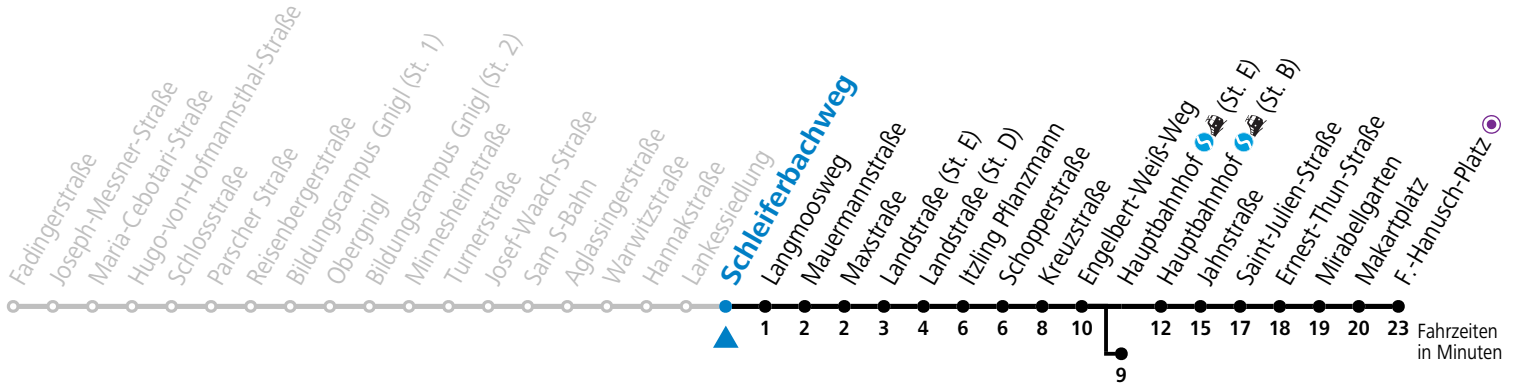 Fadingerstraße
Joseph-Messner-Straße
Maria-Cebotari-Straße
Hugo-von-Hofmannsthal-Straße
Schlossstraße
Parscher Straße
Reisenbergerstraße
Bildungscampus Gnigl (St. 1)
Obergnigl
Bildungscampus Gnigl (St. 2)
Minnesheimstraße
Turnerstraße
Josef-Waach-Straße
Sam S-Bahn
Aglassingerstraße
Warwitzstraße
Hannakstraße
Lankessiedlung
Schleiferbachweg
Langmoosweg
Mauermannstraße
Maxstraße
Landstraße (St. E)
Landstraße (St. D)
Itzling Pflanzmann
Schopperstraße
Kreuzstraße
Engelbert-Weiß-Weg
Hauptbahnhof (St. E)
Hauptbahnhof (St. B)
Jahnstraße
Saint-Julien-Straße
Ernest-Thun-Straße
Mirabellgarten
Makartplatz
F.-Hanusch-Platz
1 2 2 3 4 6 6 8 10 12 15 17 18 19 20 23 Fahrzeiten
in Minuten
9